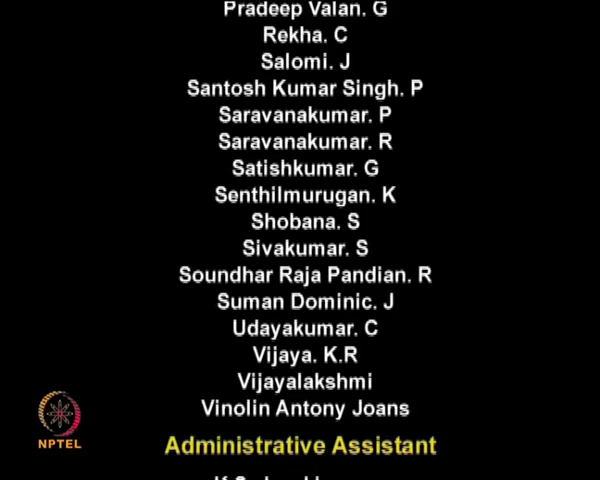 Pradeep Valan. G
Rekha. C
Salomi. J
Santosh Kumar Singh. P
Saravanakumar. P
Saravanakumar. R
Satishkumar. G
Senthilmurugan. K
Shobana. S
Sivakumar. S
Soundhar Raja Pandian. R
Suman Dominic. J
Udayakumar. C
Vijaya. K.R
Vijayalakshmi
Vinolin Antony Joans
NPTEL
Administrative Assistant